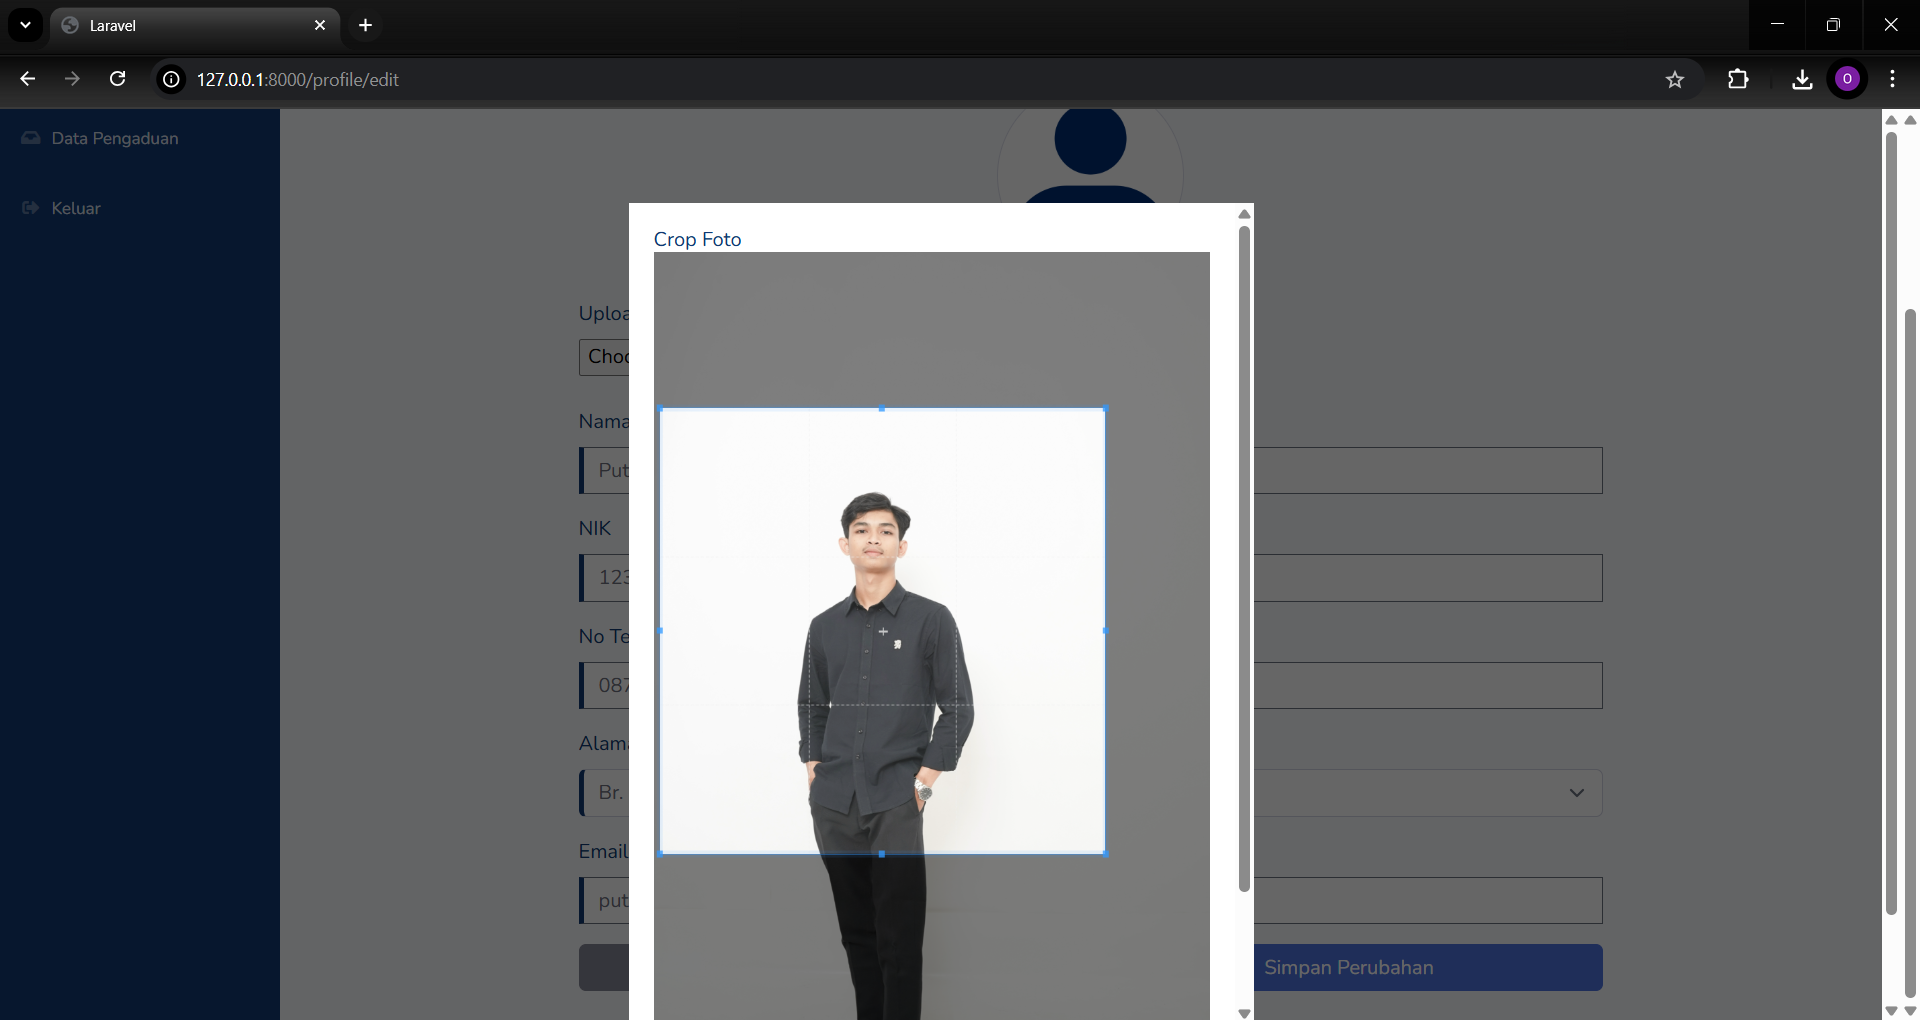 Laravel
127.0.0.1:8000/profile/edit
O
Data Pengaduan
Keluar
Crop Foto
Uploa
Choo
Nama
Put
NIK
123
No Te
087
Alama
Br.
Email
put
Simpan Perubahan